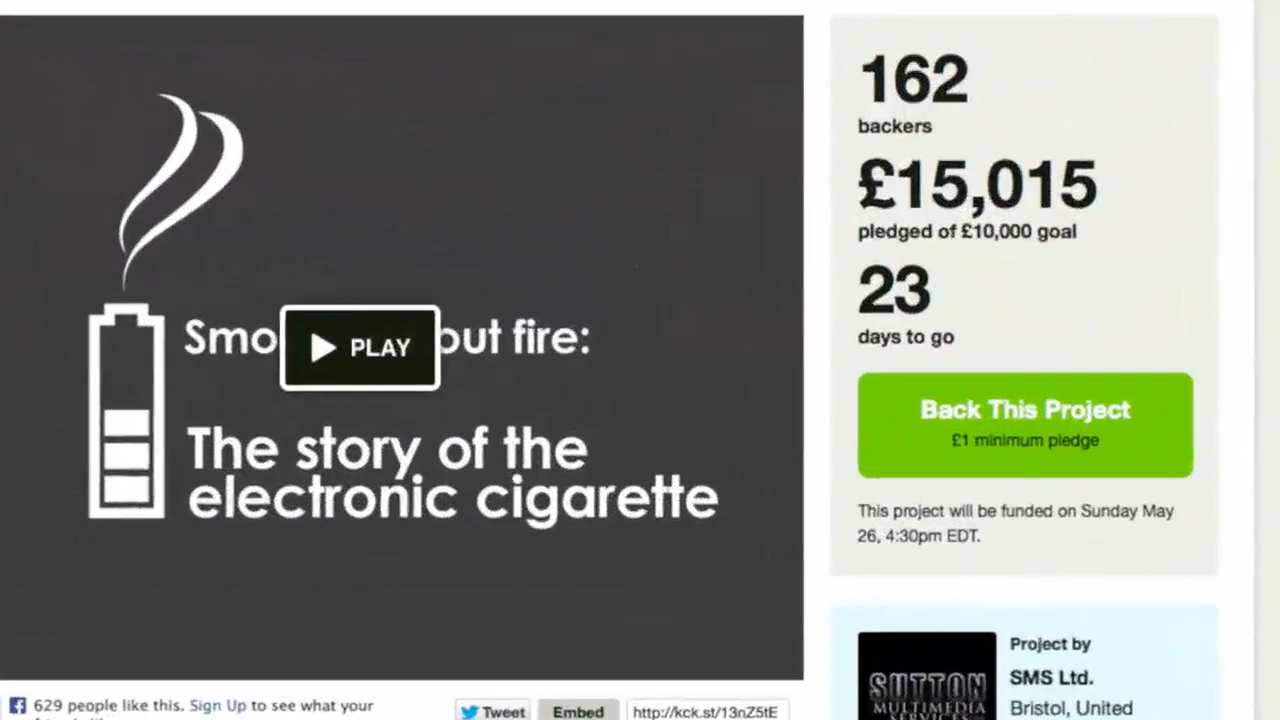 162
backers
£15,015
pledged of £10,000 goal
23
days to go
Back This Project
£1 minimum pledge
This project will be funded on Sunday May
26, 4:30pm EDT.
Smo out fire:
PLAY
The story of the
electronic cigarette
629 people like this. Sign Up to see what your
Tweet
Embed
http://kck.st/13nZ5tE
Project by
SMS Ltd.
Bristol, United
SUTTON
MULTIMEDIA
SERVICES